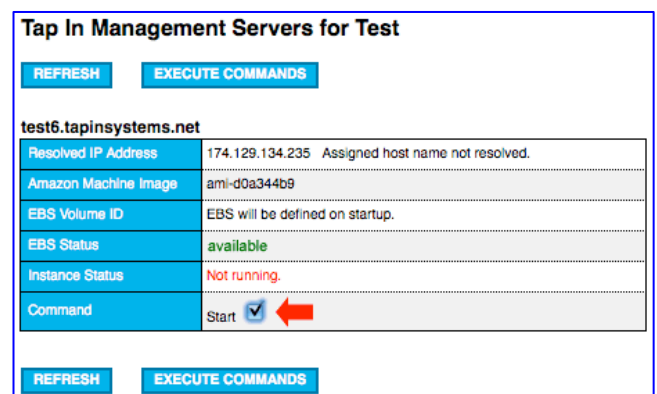 Tap In Management Servers for Test
REFRESH EXECUTE COMMANDS
test6.tapinsystems.net
Resolved IP Address 174.129.134.235 Assigned host name not resolved.
Amazon Machine Image ami-d0a344b9
EBS Volume ID EBS will be defined on startup.
EBS Status available
Instance Status Not running.
Command Start
REFRESH EXECUTE COMMANDS